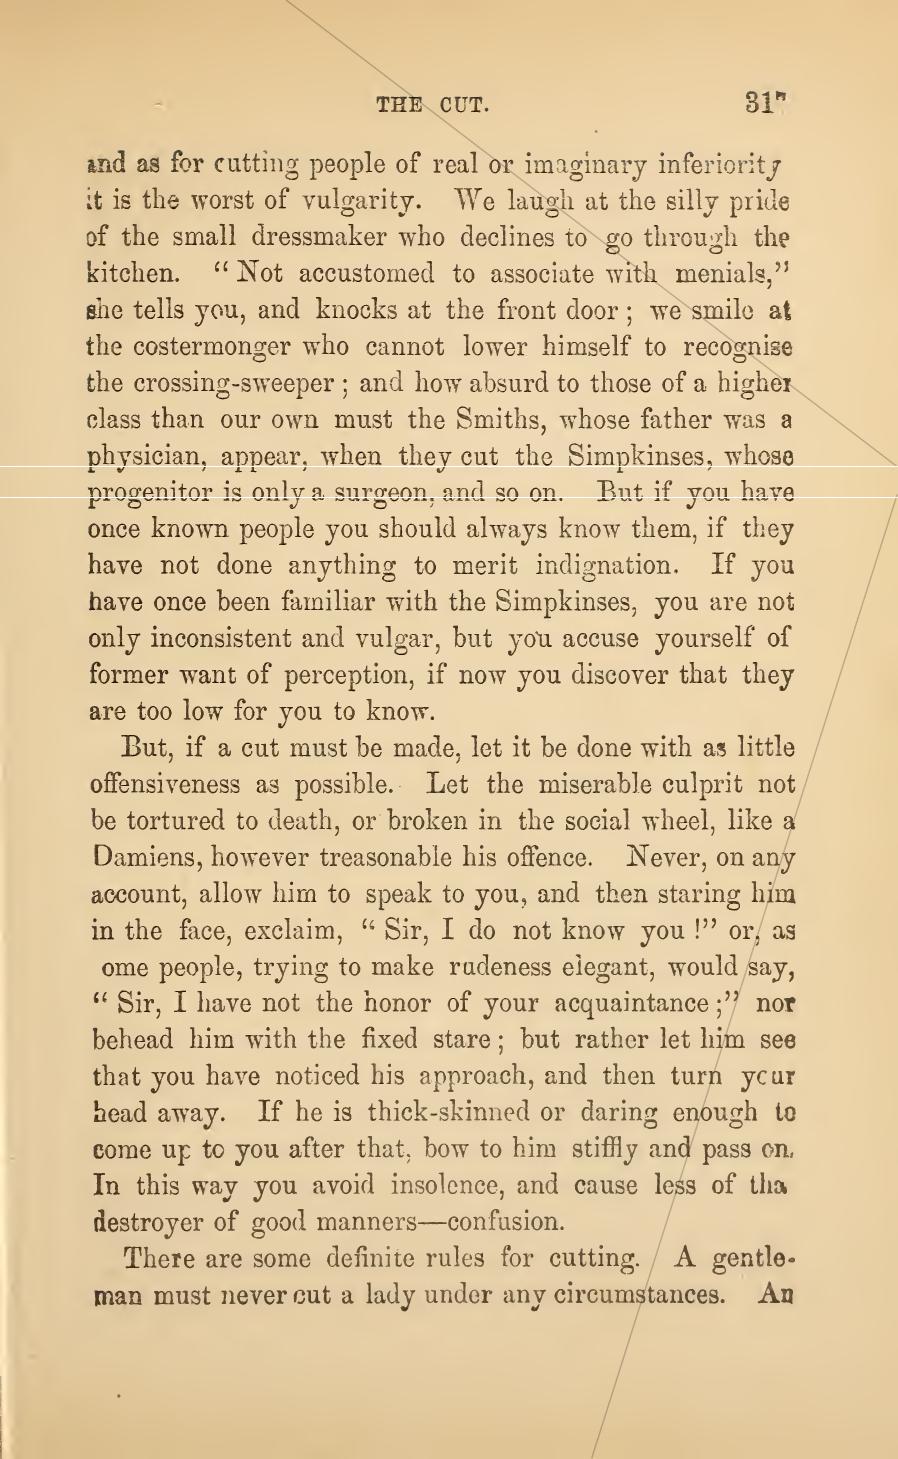 THE CUT. 317
and as for cutting people of real or imaginary inferiority
it is the worst of vulgarity. We laugh at the silly pride
of the small dressmaker who declines to go through the
kitchen. “Not accustomed to associate with menials,”
she tells you, and knocks at the front door; we smile at
the costermonger who cannot lower himself to recognise
the crossing-sweeper; and how absurd to those of a higher
class than our own must the Smiths, whose father was a
physician, appear, when they cut the Simpkinses, whose
progenitor is only a surgeon, and so on. But if you have
once known people you should always know them, if they
have not done anything to merit indignation. If you
have once been familiar with the Simpkinses, you are not
only inconsistent and vulgar, but you accuse yourself of
former want of perception, if now you discover that they
are too low for you to know.
But, if a cut must be made, let it be done with as little
offensiveness as possible. Let the miserable culprit not
be tortured to death, or broken in the social wheel, like a
Damiens, however treasonable his offence. Never, on any
account, allow him to speak to you, and then staring him
in the face, exclaim, “Sir, I do not know you!” or, as
ome people, trying to make rudeness elegant, would say,
“Sir, I have not the honor of your acquaintance;” nor
behead him with the fixed stare; but rather let him see
that you have noticed his approach, and then turn your
head away. If he is thick-skinned or daring enough to
come up to you after that, bow to him stiffly and pass on.
In this way you avoid insolence, and cause less of tha
destroyer of good manners—confusion.
There are some definite rules for cutting. A gentle-
man must never cut a lady under any circumstances. An